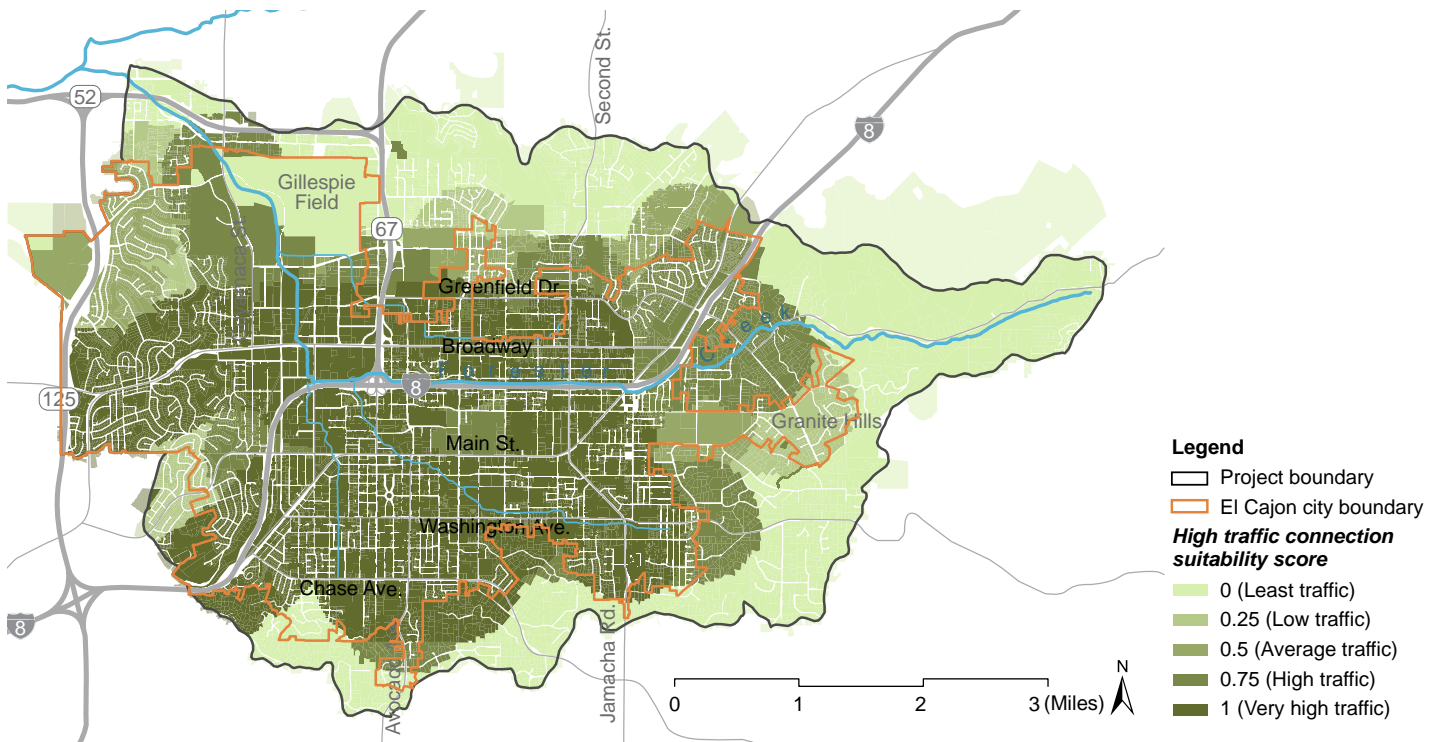 52
Second St.
8
Gillespie
Field
67
Greenfield Dr.
Broadway
Forester
Creek
8
125
Main St.
Granite Hills
Washington Ave.
Chase Ave.
8
Jamacha Rd.
N
0 1 2 3 (Miles)
Legend
Project boundary
El Cajon city boundary
High traffic connection
suitability score
0 (Least traffic)
0.25 (Low traffic)
0.5 (Average traffic)
0.75 (High traffic)
1 (Very high traffic)